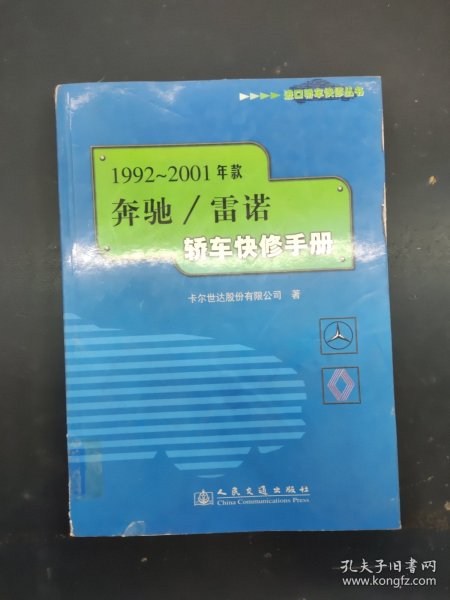 进口轿车快修丛书
1992~2001年款
奔驰/雷诺
轿车快修手册
卡尔世达股份有限公司 著
人民交通出版社
China Communications Press
孔夫子旧书网
www.kongfz.com